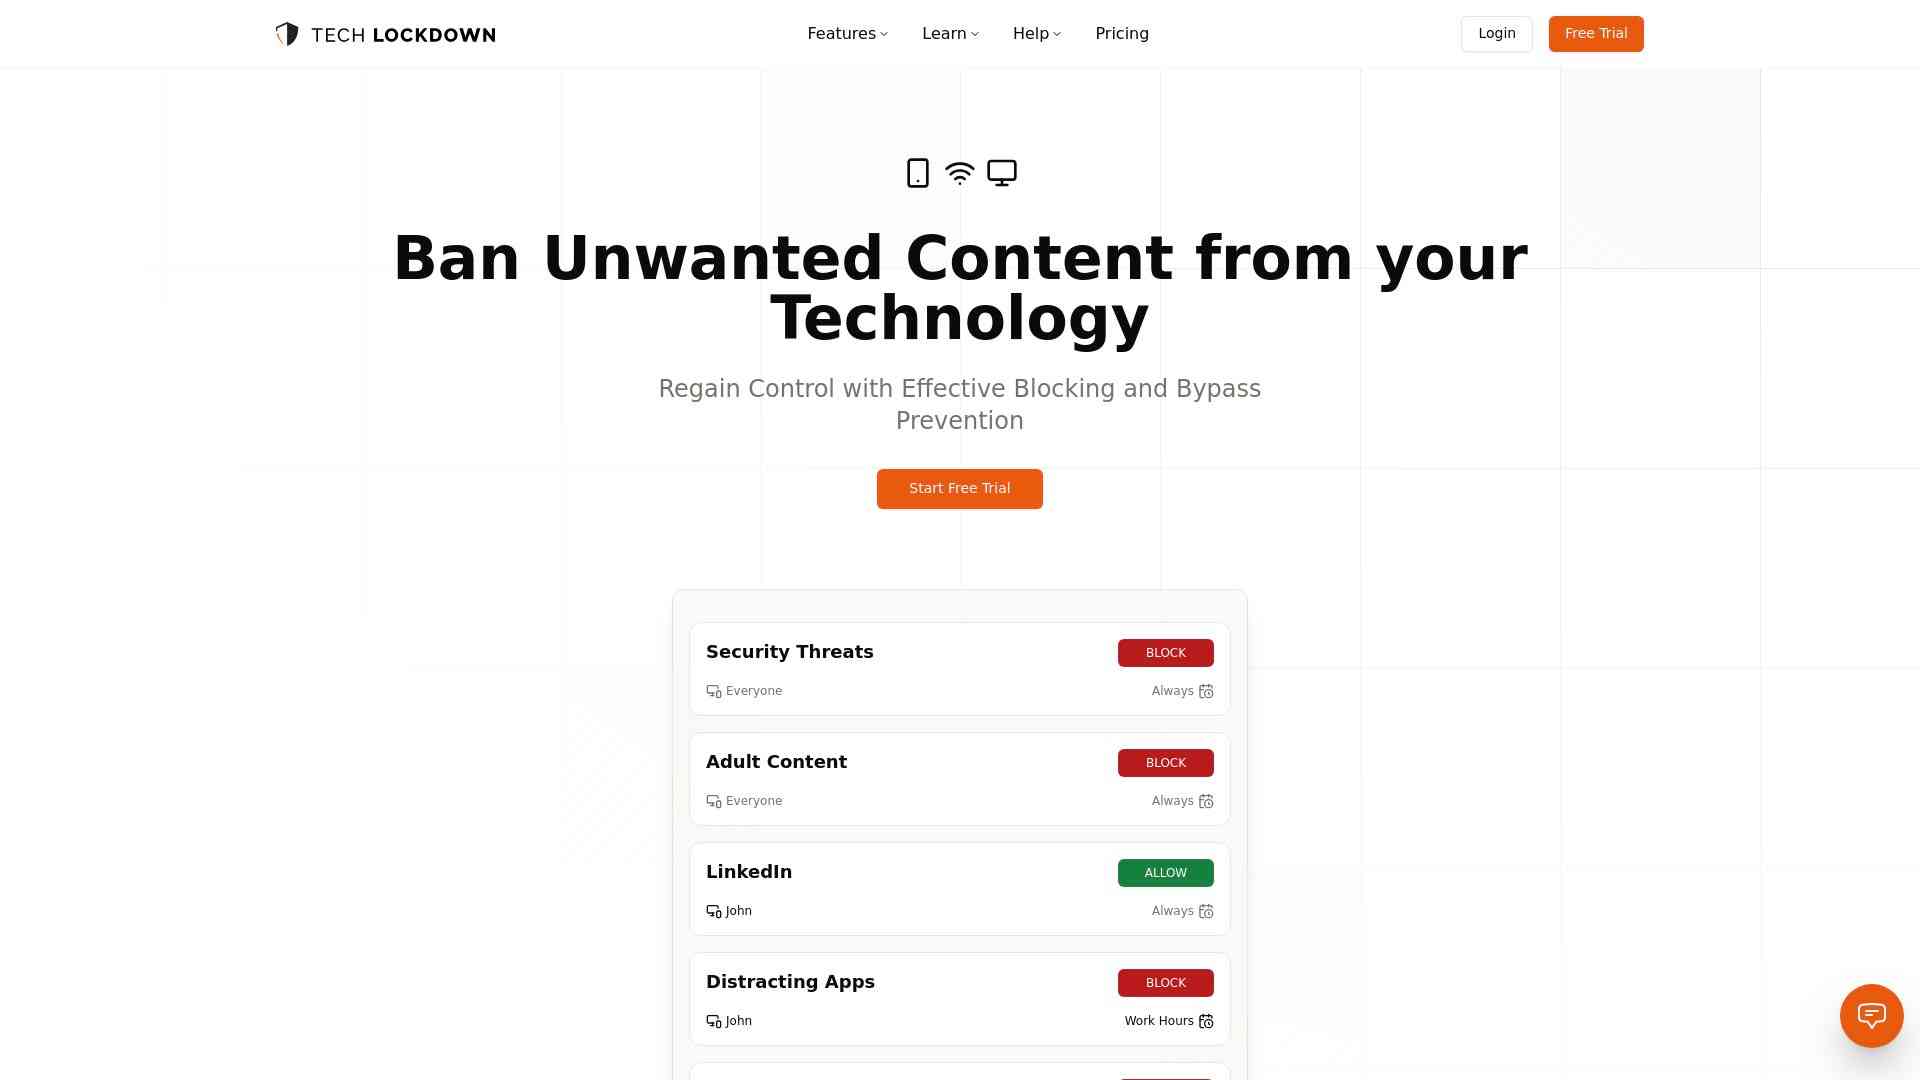 TECH LOCKDOWN
Features
Learn
Help
Pricing
Login
Free Trial
Ban Unwanted Content from your
Technology
Regain Control with Effective Blocking and Bypass
Prevention
Start Free Trial
Security Threats
BLOCK
Everyone
Always
Adult Content
BLOCK
Everyone
Always
LinkedIn
ALLOW
John
Always
Distracting Apps
BLOCK
John
Work Hours